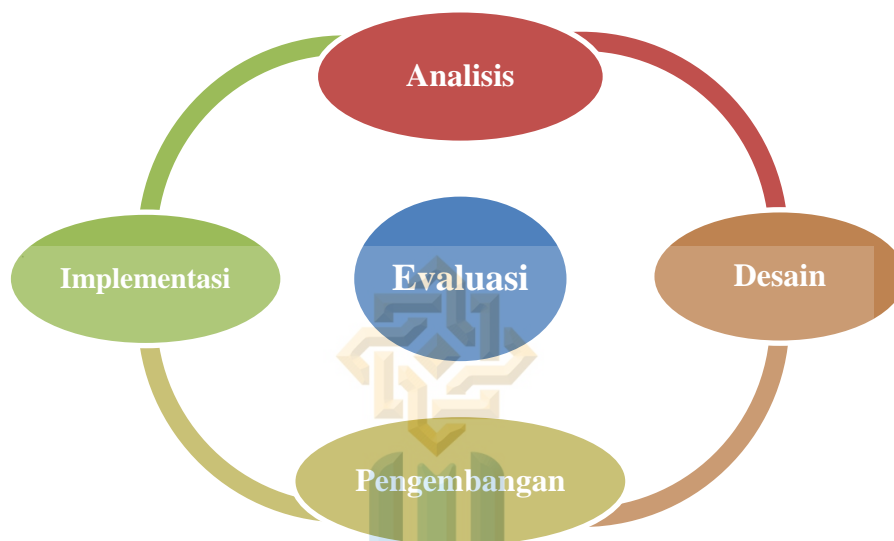 Analisis
Implementasi
Evaluasi
Desain
Pengembangan